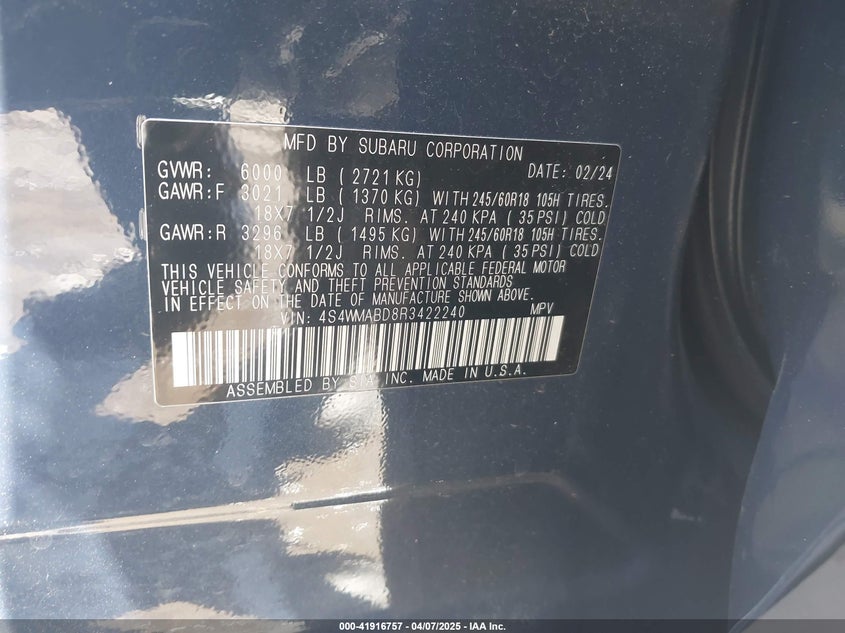 MFD BY SUBARU CORPORATION
GVWR: 6000 LB ( 2721 KG) DATE: 02/24
GAWR:F 3021 LB ( 1370 KG) WITH 245/60R18 105H TIRES.
18X7 1/2J RIMS. AT 240 KPA ( 35 PSI) COLD
GAWR:R 3296 LB ( 1495 KG) WITH 245/60R18 105H TIRES.
18X7 1/2J RIMS. AT 240 KPA ( 35 PSI) COLD
THIS VEHICLE CONFORMS TO ALL APPLICABLE FEDERAL MOTOR
VEHICLE SAFETY AND THEFT PREVENTION STANDARDS
IN EFFECT ON THE DATE OF MANUFACTURE SHOWN ABOVE.
VIN: 4S4WMABD8R3422240 MPV
ASSEMBLED BY SIA, INC. MADE IN U.S.A.
000-41916757 - 04/07/2025 - IAA Inc.